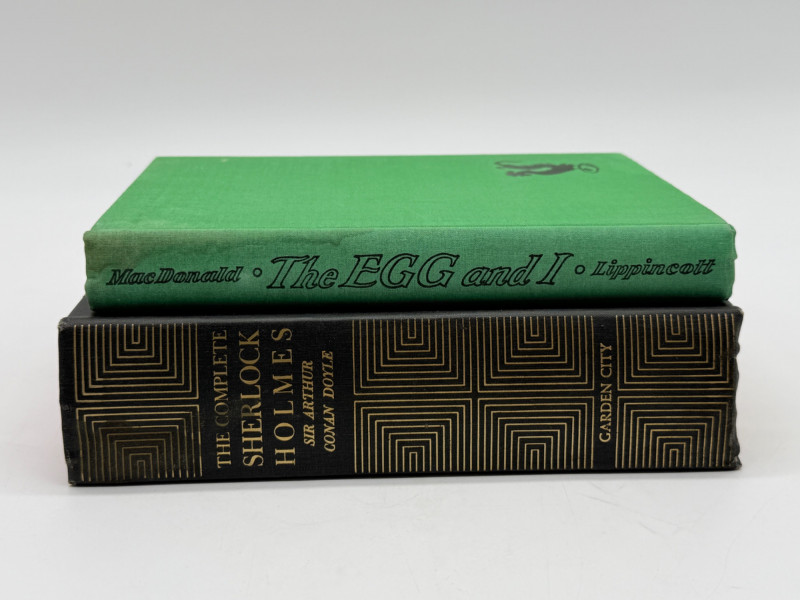 MacDonald • The EGG and I • Lippincott
THE COMPLETE
SHERLOCK
HOLMES
SIR ARTHUR
CONAN DOYLE
GARDEN CITY